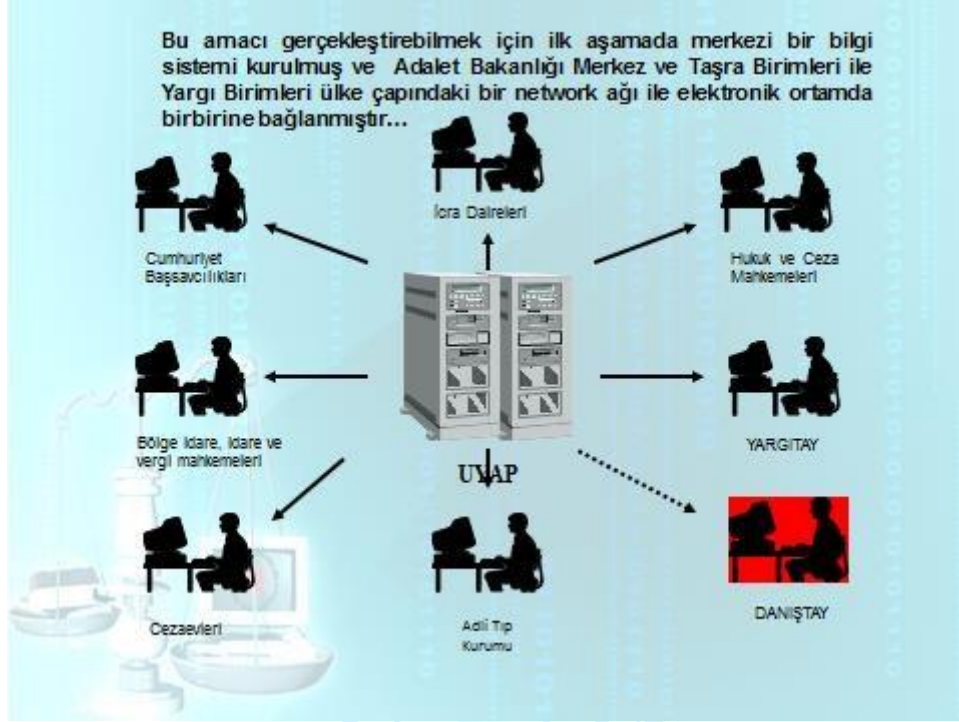 Bu amacı gerçekleştirebilmek için ilk aşamada merkezi bir bilgi
sistemi kurulmuş ve Adalet Bakanlığı Merkez ve Taşra Birimleri ile
Yargı Birimleri ülke çapındaki bir network ağı ile elektronik ortamda
birbirine bağlanmıştır...
İcra Daireleri
Cumhuriyet
Başsavcılıkları
Hukuk ve Ceza
Mahkemeleri
Bölge İdare, İdare ve
vergi mahkemeleri
YARGITAY
UYAP
Cezaevleri
Adli Tıp
Kurumu
DANIŞTAY